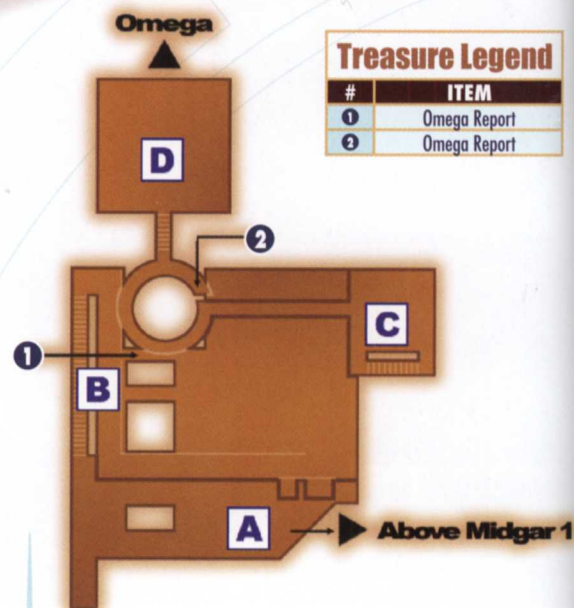 Omega
Treasure Legend
# ITEM
1 Omega Report
2 Omega Report
D
2
C
1
B
A
Above Midgar 1